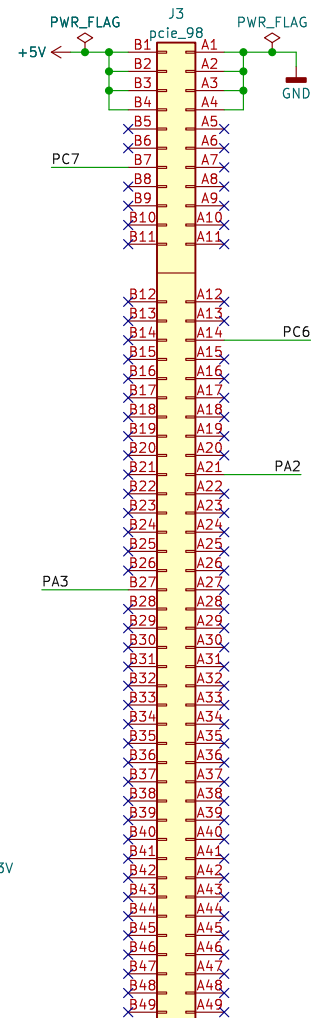 J3
PWR_FLAG PWR_FLAG
pcie_98
+5V B1 A1
B2 A2
B3 A3
GND
B4 A4
B5 A5
B6 A6
PC7 B7 A7
B8 A8
B9 A9
B10 A10
B11 A11
B12 A12
B13 A13
B14 A14 PC6
B15 A15
B16 A16
B17 A17
B18 A18
B19 A19
B20 A20
B21 A21 PA2
B22 A22
B23 A23
B24 A24
B25 A25
B26 A26
PA3 B27 A27
B28 A28
B29 A29
B30 A30
B31 A31
B32 A32
B33 A33
B34 A34
B35 A35
B36 A36
B37 A37
B38 A38
B39 A39
B40 A40
B41 A41
3V
B42 A42
B43 A43
B44 A44
B45 A45
B46 A46
B47 A47
B48 A48
B49 A49